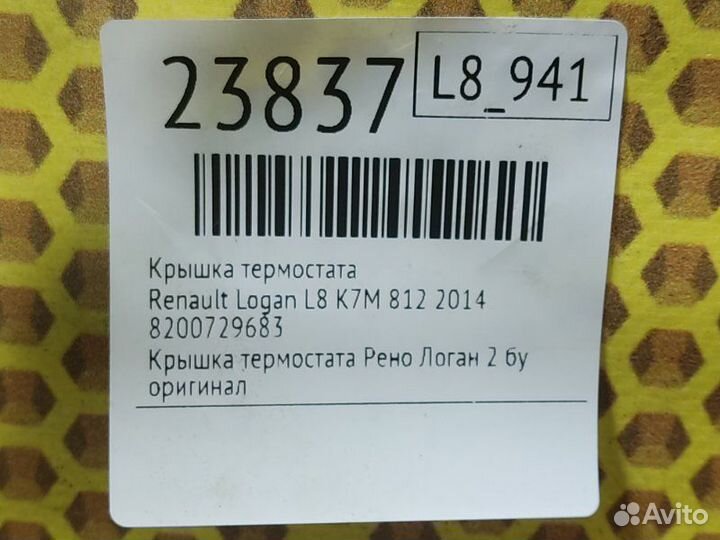 23837
L8_941
Крышка термостата
Renault Logan L8 K7M 812 2014
8200729683
Крышка термостата Рено Логан 2 бу
оригинал
Avito